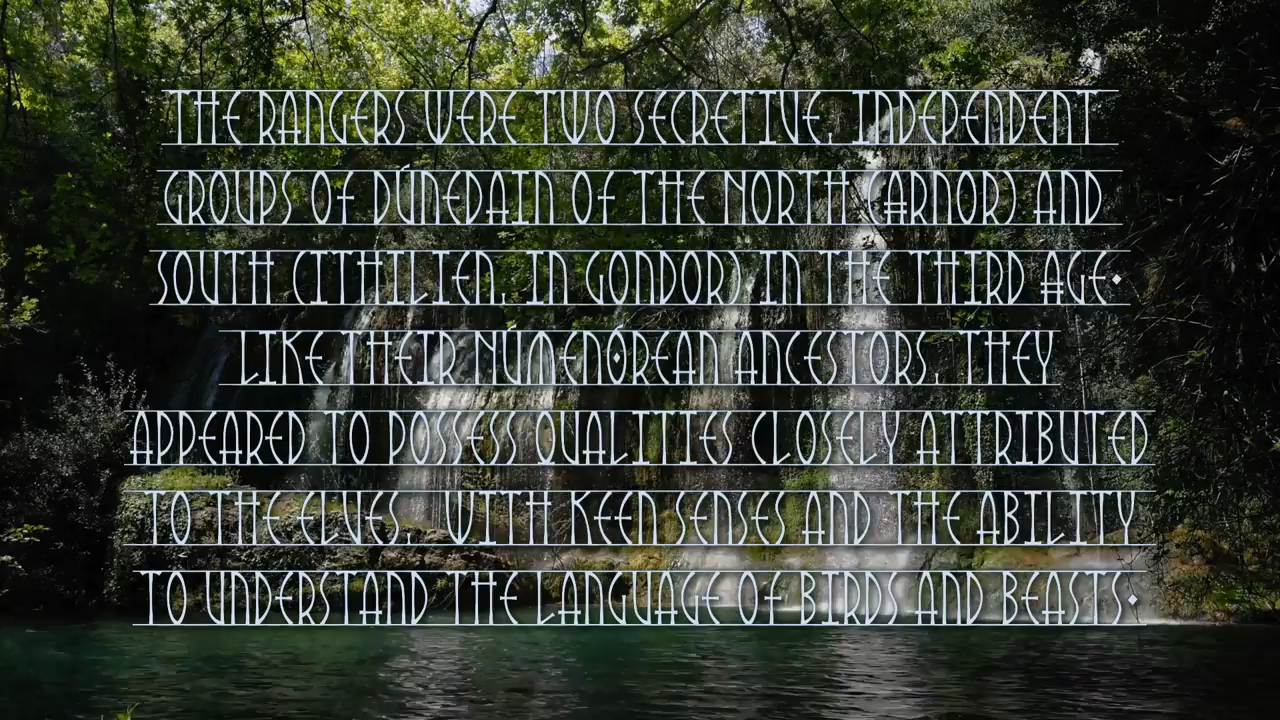 THE RANGERS WERE TWO SECRETIVE, INDEPENDENT
GROUPS OF DÚNEDAIN OF THE NORTH (ARNOR) AND
SOUTH (ITHILIEN, IN GONDOR) IN THE THIRD AGE.
LIKE THEIR NÚMENÓREAN ANCESTORS, THEY
APPEARED TO POSSESS QUALITIES CLOSELY ATTRIBUTED
TO THE ELVES, WITH KEEN SENSES AND THE ABILITY
TO UNDERSTAND THE LANGUAGE OF BIRDS AND BEASTS.